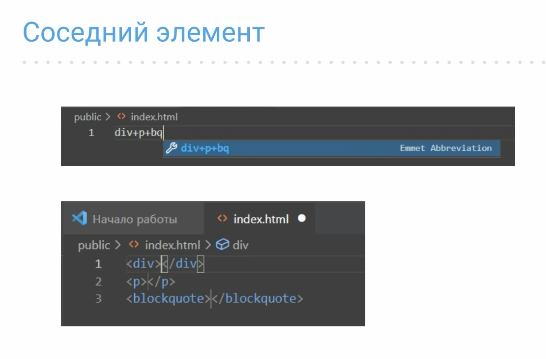 Соседний элемент
public > <> index.html
1 div+p+bq
div+p+bq Emmet Abbreviation
Начало работы <> index.html ●
public > <> index.html > div
1 <div></div>
2 <p></p>
3 <blockquote></blockquote>